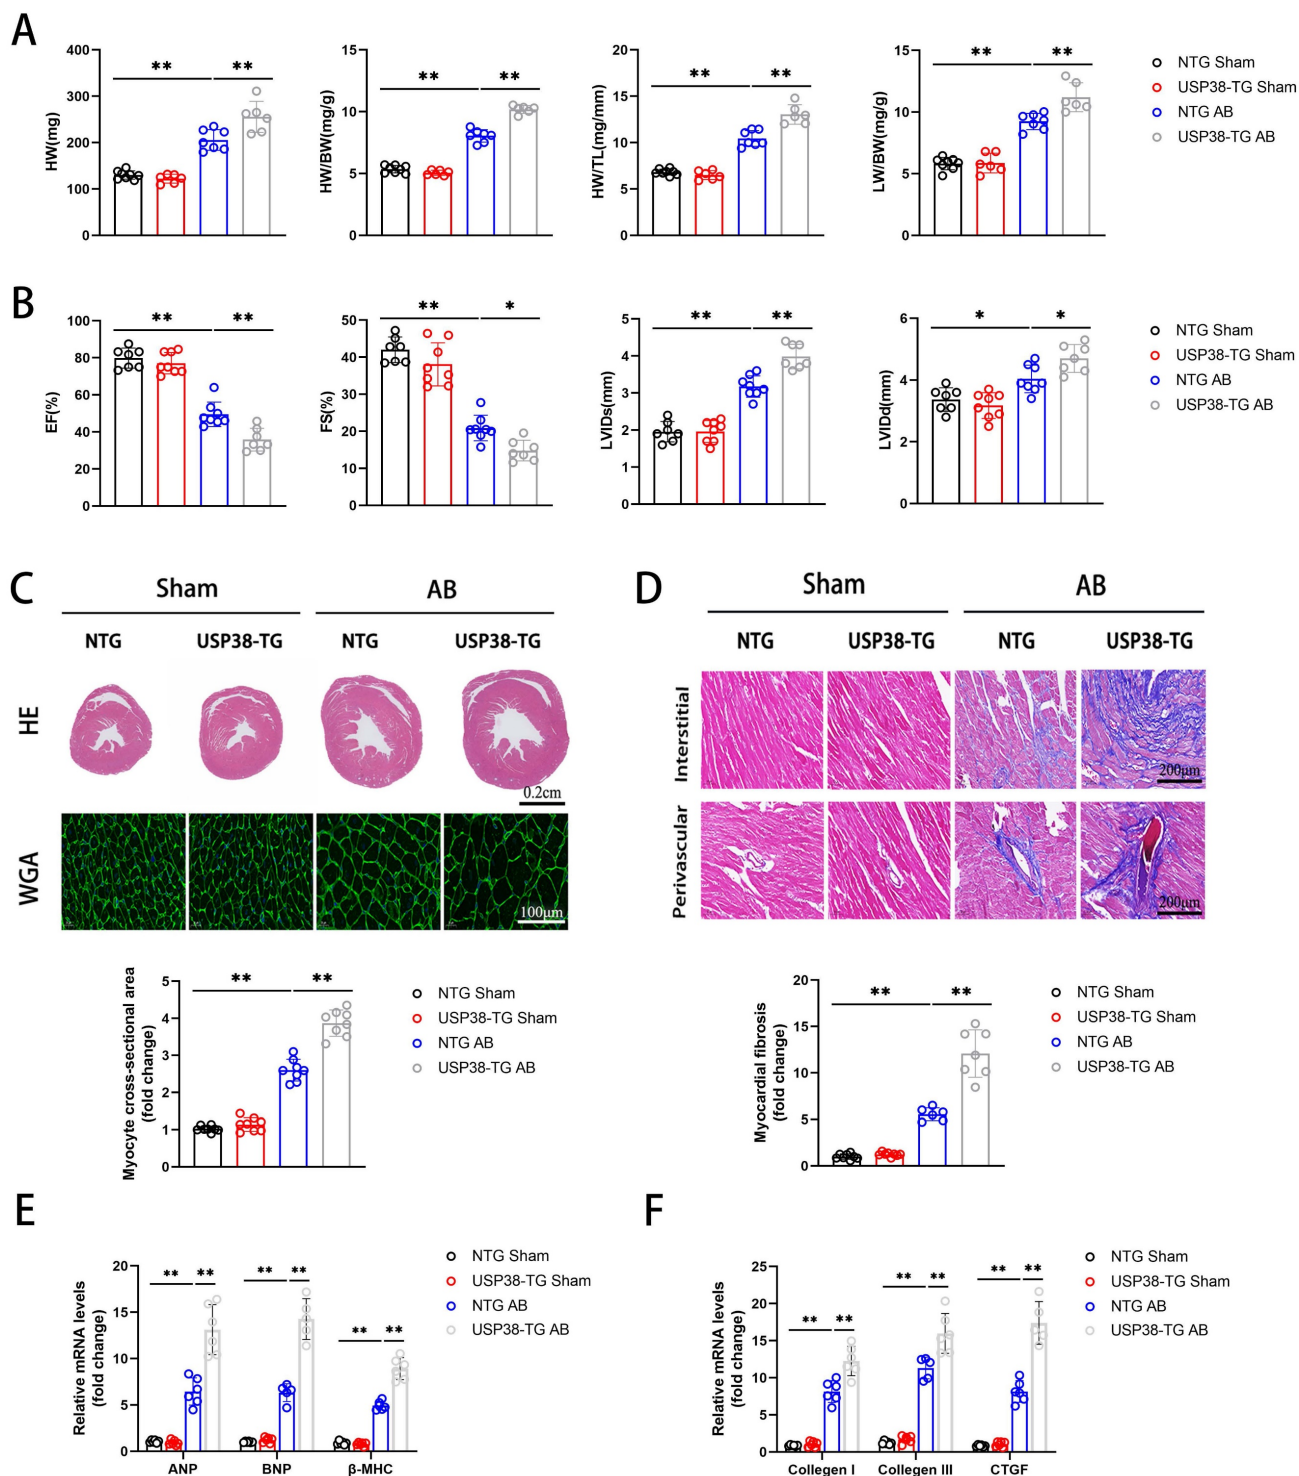 A
HW(mg)
400
300
200
100
0
** **
HW/BW(mg/g)
15
10
5
0
** **
HW/TL(mg/mm)
20
15
10
5
0
** **
LW/BW(mg/g)
15
10
5
0
** **
NTG Sham
USP38-TG Sham
NTG AB
USP38-TG AB
B
EF(%)
100
80
60
40
20
0
** **
FS(%)
50
40
30
20
10
0
** *
LVIDs(mm)
5
4
3
2
1
0
** **
LVIDd(mm)
6
4
2
0
* *
NTG Sham
USP38-TG Sham
NTG AB
USP38-TG AB
C
Sham AB
NTG USP38-TG NTG USP38-TG
HE
0.2cm
WGA
100μm
Myocyte cross-sectional area
(fold change)
5
4
3
2
1
0
** **
NTG Sham
USP38-TG Sham
NTG AB
USP38-TG AB
D
Sham AB
NTG USP38-TG NTG USP38-TG
Interstitial
200μm
Perivascular
200μm
Myocardial fibrosis
(fold change)
20
15
10
5
0
** **
NTG Sham
USP38-TG Sham
NTG AB
USP38-TG AB
E
Relative mRNA levels
(fold change)
20
15
10
5
0
** ** ** ** ** **
ANP BNP β-MHC
NTG Sham
USP38-TG Sham
NTG AB
USP38-TG AB
F
Relative mRNA levels
(fold change)
25
20
15
10
5
0
** ** ** ** ** **
Collagen I Collagen III CTGF
NTG Sham
USP38-TG Sham
NTG AB
USP38-TG AB